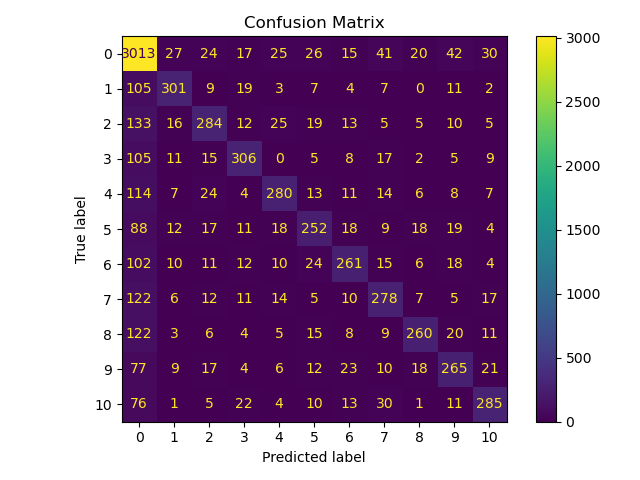 Confusion Matrix
0 3013 27 24 17 25 26 15 41 20 42 30
1 105 301 9 19 3 7 4 7 0 11 2
2 133 16 284 12 25 19 13 5 5 10 5
3 105 11 15 306 0 5 8 17 2 5 9
4 114 7 24 4 280 13 11 14 6 8 7
5 88 12 17 11 18 252 18 9 18 19 4
6 102 10 11 12 10 24 261 15 6 18 4
7 122 6 12 11 14 5 10 278 7 5 17
8 122 3 6 4 5 15 8 9 260 20 11
9 77 9 17 4 6 12 23 10 18 265 21
10 76 1 5 22 4 10 13 30 1 11 285
0 1 2 3 4 5 6 7 8 9 10
Predicted label
True label
3000
2500
2000
1500
1000
500
0